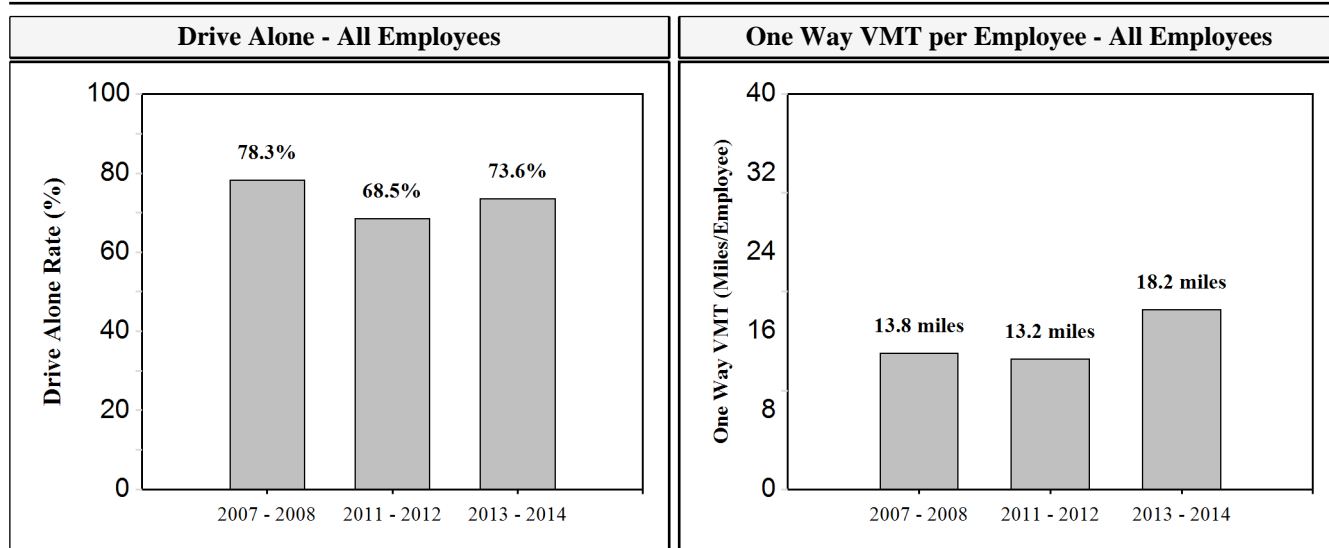 Drive Alone - All Employees
One Way VMT per Employee - All Employees
Drive Alone Rate (%)
100
80
60
40
20
0
78.3%
68.5%
73.6%
2007 - 2008
2011 - 2012
2013 - 2014
One Way VMT (Miles/Employee)
40
32
24
16
8
0
13.8 miles
13.2 miles
18.2 miles
2007 - 2008
2011 - 2012
2013 - 2014